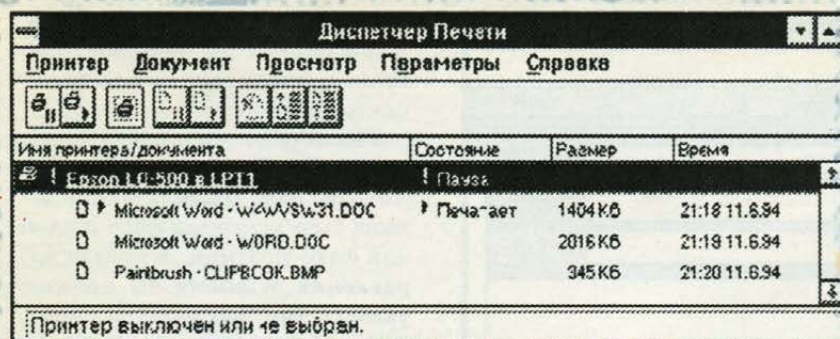 Диспетчер Печати
Принтер Документ Просмотр Параметры Справка
Имя принтера/документа Состояние Размер Время
! Epson LQ-500 в LPT1 ! Пауза
Microsoft Word - W4WVSW31.DOC Печатает 1404 Кб 21:18 11.6.94
Microsoft Word - WORD.DOC 2016 Кб 21:19 11.6.94
Paintbrush - CLIPBCOK.BMP 345 Кб 21:20 11.6.94
Принтер выключен или не выбран.